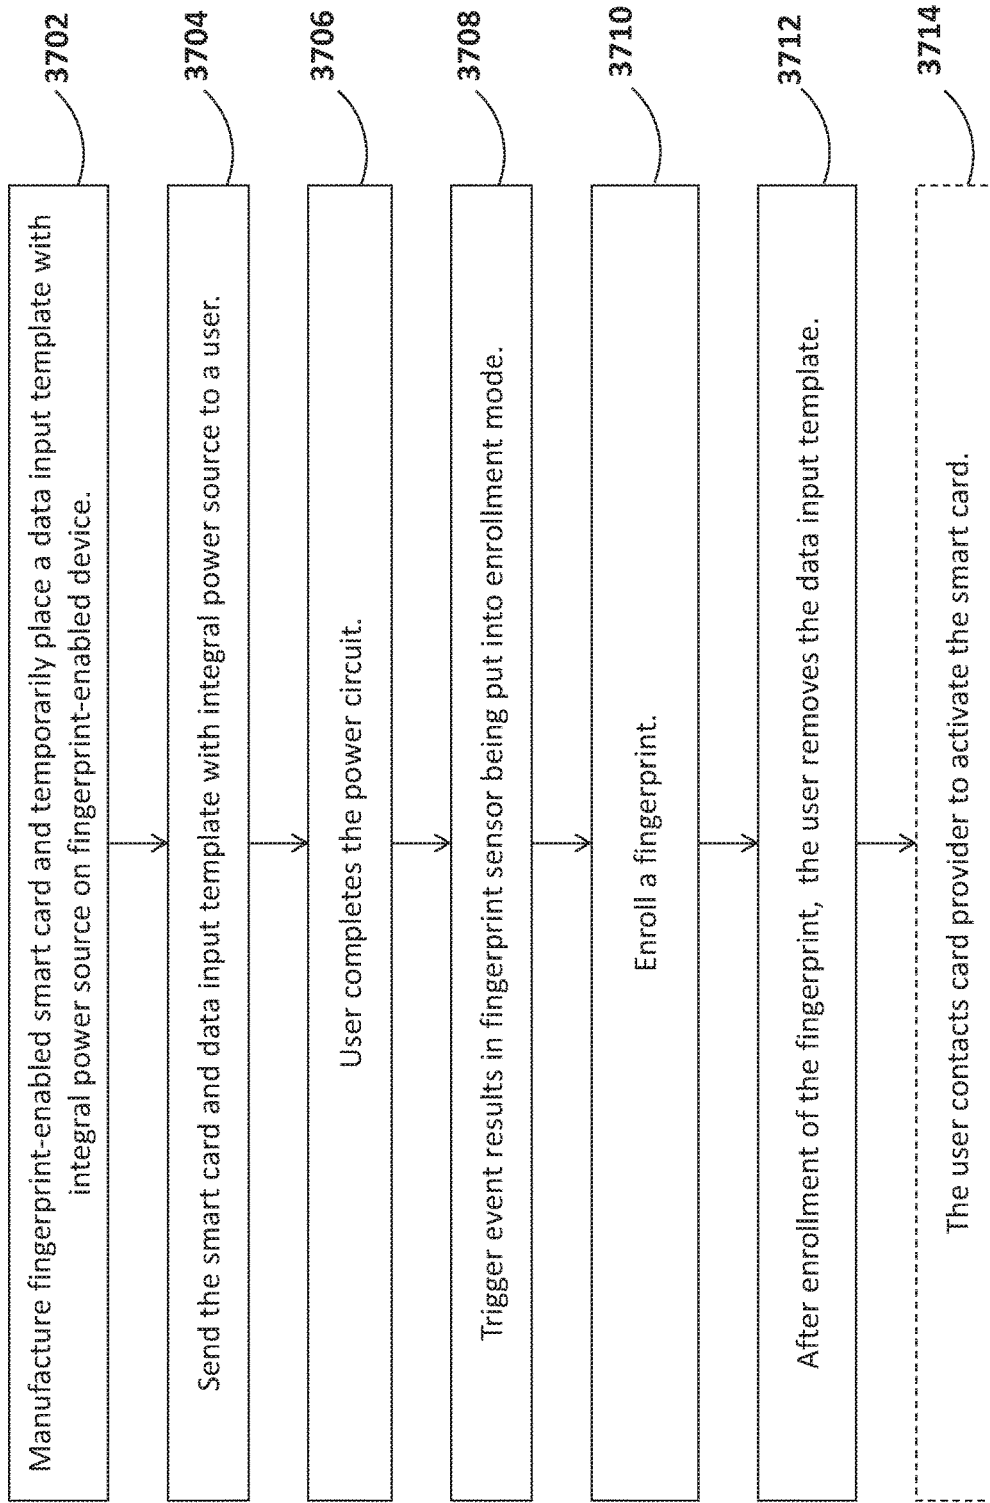 Manufacture fingerprint-enabled smart card and temporarily place a data input template with
integral power source on fingerprint-enabled device.
3702
Send the smart card and data input template with integral power source to a user.
3704
User completes the power circuit.
3706
Trigger event results in fingerprint sensor being put into enrollment mode.
3708
Enroll a fingerprint.
3710
After enrollment of the fingerprint, the user removes the data input template.
3712
The user contacts card provider to activate the smart card.
3714